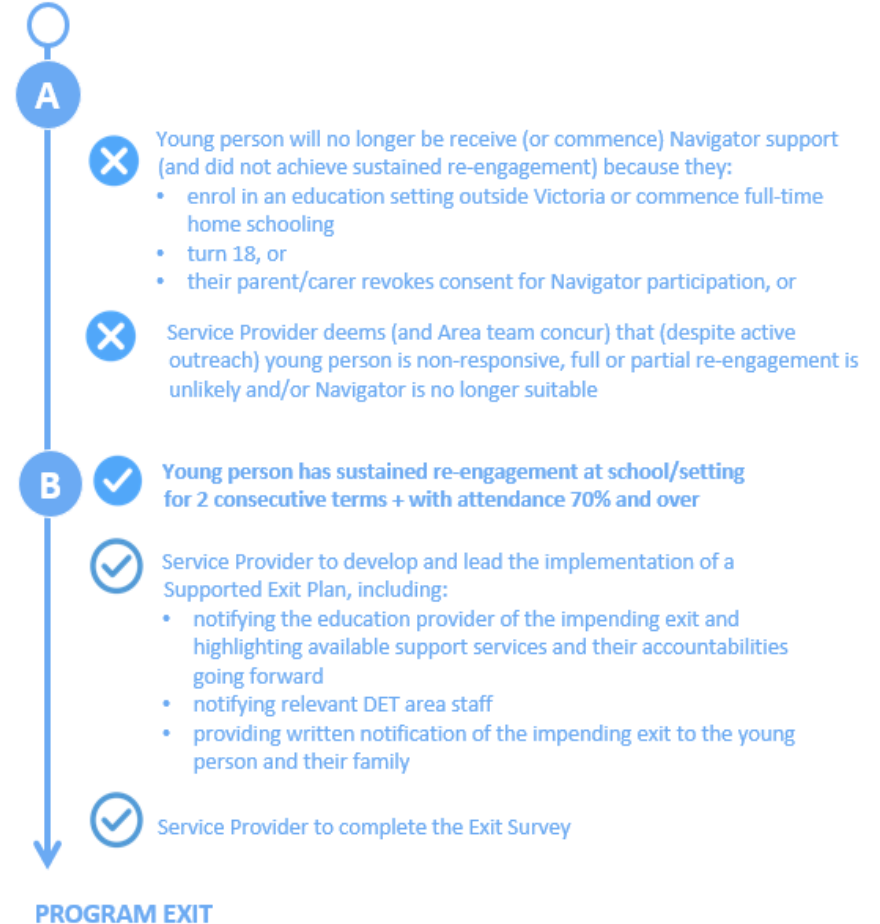 A
Young person will no longer be receive (or commence) Navigator support
(and did not achieve sustained re-engagement) because they:
• enrol in an education setting outside Victoria or commence full-time
home schooling
• turn 18, or
• their parent/carer revokes consent for Navigator participation, or
Service Provider deems (and Area team concur) that (despite active
outreach) young person is non-responsive, full or partial re-engagement is
unlikely and/or Navigator is no longer suitable
B
Young person has sustained re-engagement at school/setting
for 2 consecutive terms + with attendance 70% and over
Service Provider to develop and lead the implementation of a
Supported Exit Plan, including:
• notifying the education provider of the impending exit and
highlighting available support services and their accountabilities
going forward
• notifying relevant DET area staff
• providing written notification of the impending exit to the young
person and their family
Service Provider to complete the Exit Survey
PROGRAM EXIT